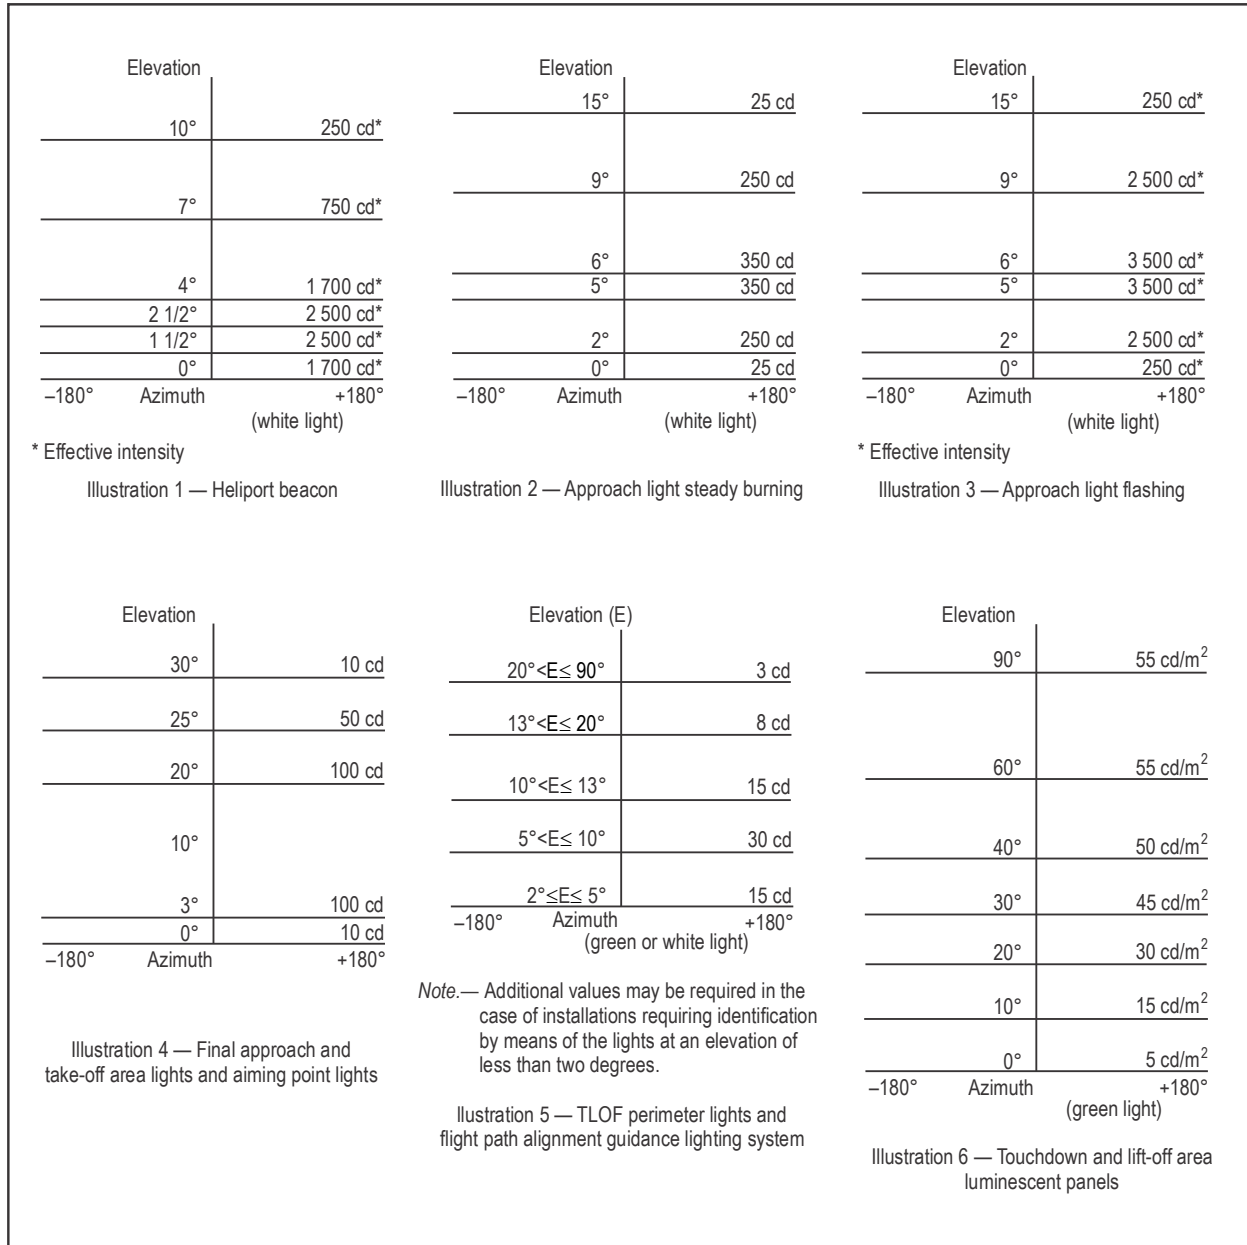 Elevation
10° 250 cd*
7° 750 cd*
4° 1 700 cd*
2 1/2° 2 500 cd*
1 1/2° 2 500 cd*
0° 1 700 cd*
–180° Azimuth +180°
(white light)
* Effective intensity
Illustration 1 — Heliport beacon
Elevation
15° 25 cd
9° 250 cd
6° 350 cd
5° 350 cd
2° 250 cd
0° 25 cd
–180° Azimuth +180°
(white light)
Illustration 2 — Approach light steady burning
Elevation
15° 250 cd*
9° 2 500 cd*
6° 3 500 cd*
5° 3 500 cd*
2° 2 500 cd*
0° 250 cd*
–180° Azimuth +180°
(white light)
* Effective intensity
Illustration 3 — Approach light flashing
Elevation
30° 10 cd
25° 50 cd
20° 100 cd
10°
3° 100 cd
0° 10 cd
–180° Azimuth +180°
Illustration 4 — Final approach and
take-off area lights and aiming point lights
Elevation (E)
20°<E≤ 90° 3 cd
13°<E≤ 20° 8 cd
10°<E≤ 13° 15 cd
5°<E≤ 10° 30 cd
2°≤E≤ 5° 15 cd
–180° Azimuth +180°
(green or white light)
Note.— Additional values may be required in the
case of installations requiring identification
by means of the lights at an elevation of
less than two degrees.
Ilustration 5 — TLOF perimeter lights and
flight path alignment guidance lighting system
Elevation
90° 55 cd/m²
60° 55 cd/m²
40° 50 cd/m²
30° 45 cd/m²
20° 30 cd/m²
10° 15 cd/m²
0° 5 cd/m²
–180° Azimuth +180°
(green light)
Illustration 6 — Touchdown and lift-off area
luminescent panels